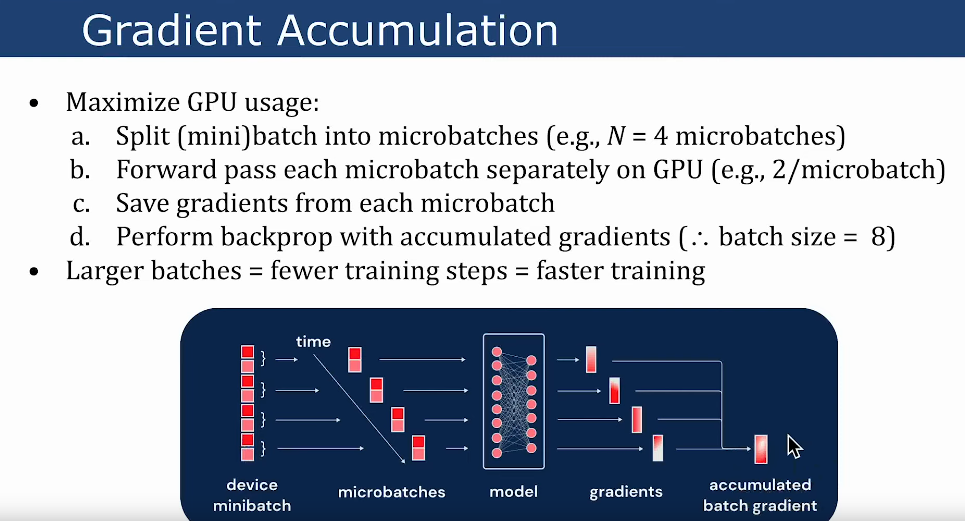 Gradient Accumulation
• Maximize GPU usage:
a. Split (mini)batch into microbatches (e.g., N = 4 microbatches)
b. Forward pass each microbatch separately on GPU (e.g., 2/microbatch)
c. Save gradients from each microbatch
d. Perform backprop with accumulated gradients (∴ batch size = 8)
• Larger batches = fewer training steps = faster training
time
device
minibatch
microbatches
model
gradients
accumulated
batch gradient